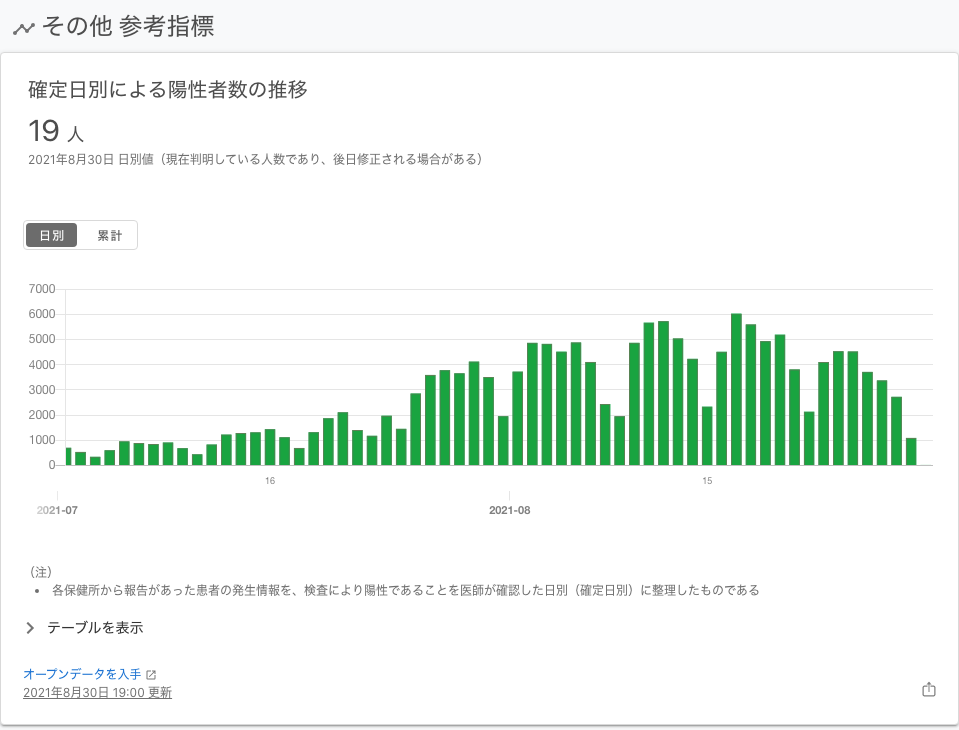 その他 参考指標
確定日別による陽性者数の推移
19 人
2021年8月30日 日別値（現在判明している人数であり、後日修正される場合がある）
日別 累計
7000
6000
5000
4000
3000
2000
1000
0
16 15
2021-07 2021-08
（注）
• 各保健所から報告があった患者の発生情報を、検査により陽性であることを医師が確認した日別（確定日別）に整理したものである
テーブルを表示
オープンデータを入手
2021年8月30日 19:00 更新